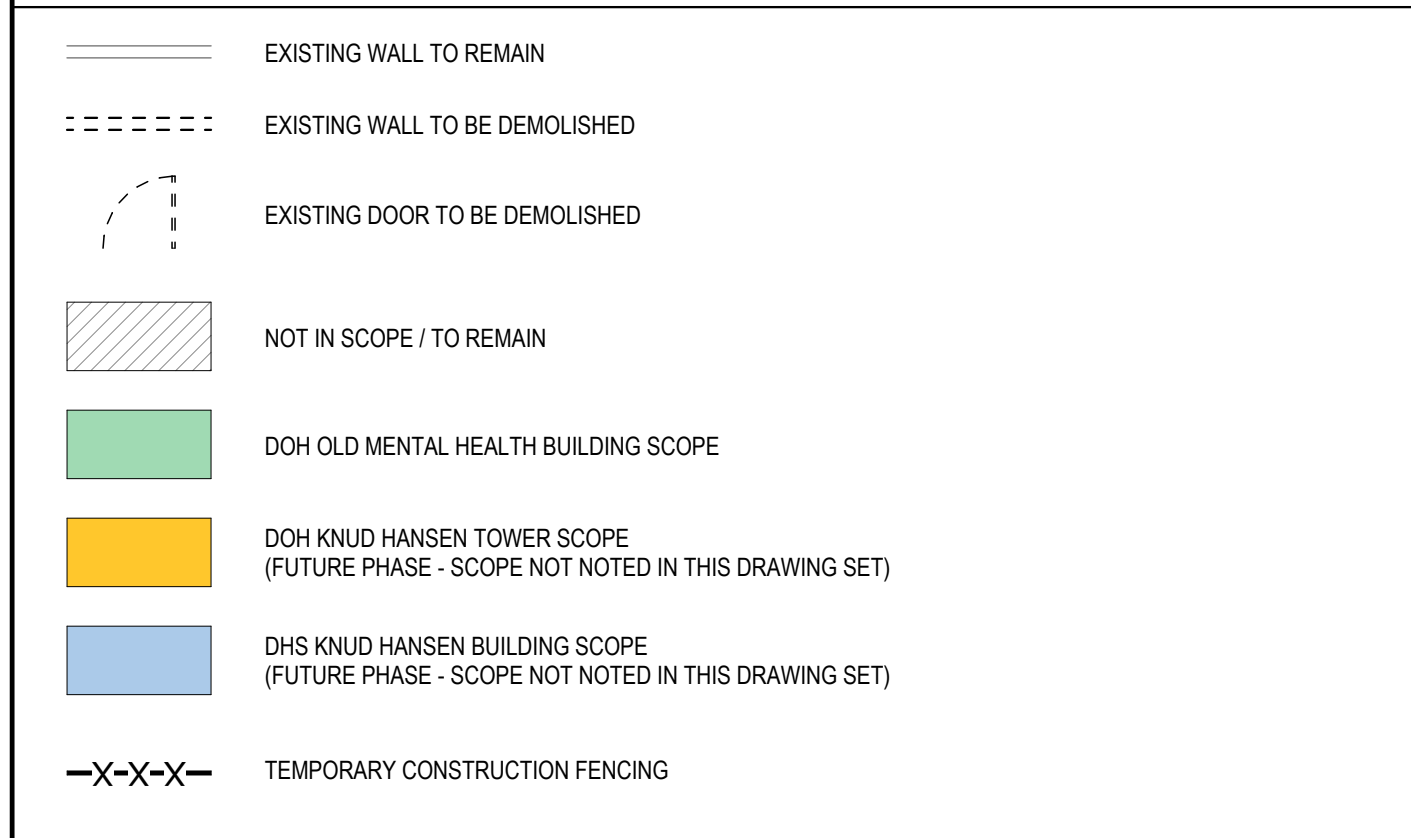 EXISTING WALL TO REMAIN
EXISTING WALL TO BE DEMOLISHED
EXISTING DOOR TO BE DEMOLISHED
NOT IN SCOPE / TO REMAIN
DOH OLD MENTAL HEALTH BUILDING SCOPE
DOH KNUD HANSEN TOWER SCOPE
(FUTURE PHASE - SCOPE NOT NOTED IN THIS DRAWING SET)
DHS KNUD HANSEN BUILDING SCOPE
(FUTURE PHASE - SCOPE NOT NOTED IN THIS DRAWING SET)
X-X-X TEMPORARY CONSTRUCTION FENCING